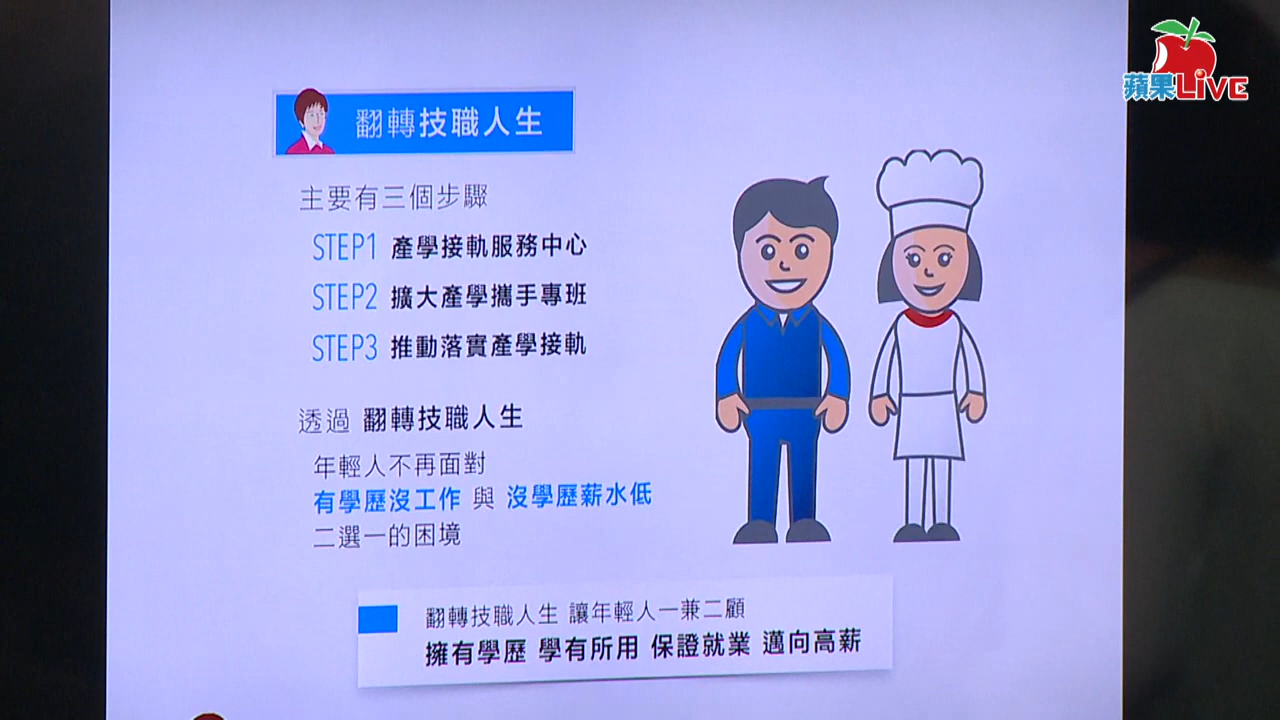 蘋果LiVE
翻轉技職人生
主要有三個步驟
STEP1 產學接軌服務中心
STEP2 擴大產學攜手專班
STEP3 推動落實產學接軌
透過 翻轉技職人生
年輕人不再面對
有學歷沒工作 與 沒學歷薪水低
二選一的困境
翻轉技職人生 讓年輕人一兼二顧
擁有學歷 學有所用 保證就業 邁向高薪